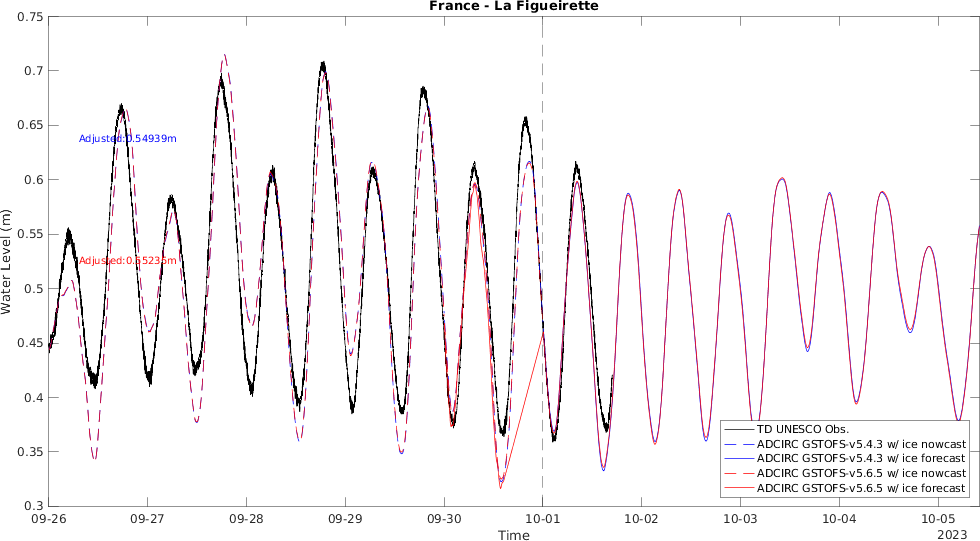 France - La Figueirette
0.75
0.7
0.65
0.6
0.55
0.5
0.45
0.4
0.35
0.3
Water Level (m)
Adjusted:0.54939m
Adjusted:0.55235m
TD UNESCO Obs.
ADCIRC GSTOFS-v5.4.3 w/ ice nowcast
ADCIRC GSTOFS-v5.4.3 w/ ice forecast
ADCIRC GSTOFS-v5.6.5 w/ ice nowcast
ADCIRC GSTOFS-v5.6.5 w/ ice forecast
09-26 09-27 09-28 09-29 09-30 10-01 10-02 10-03 10-04 10-05
Time
2023